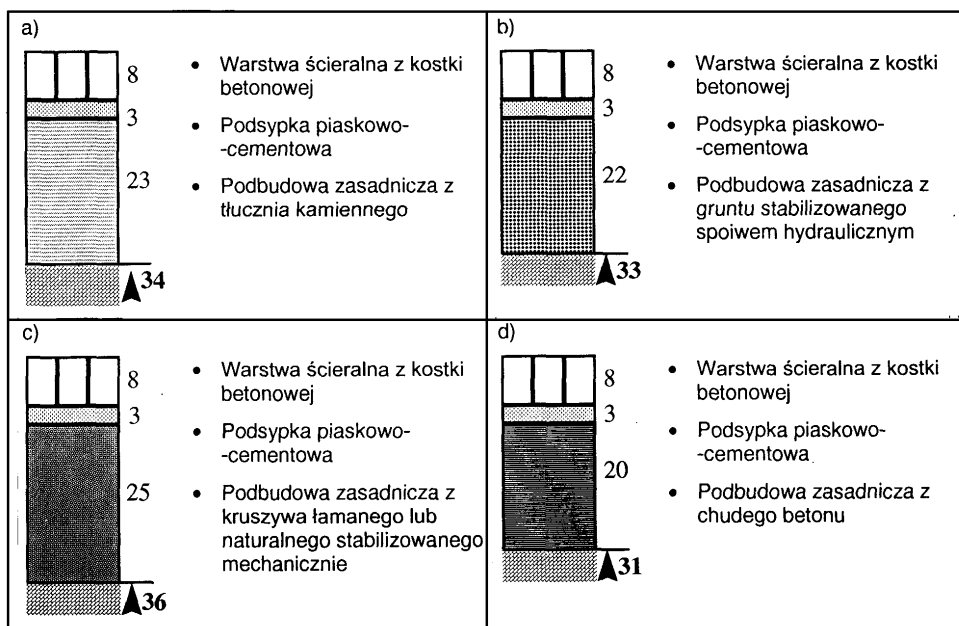 a)
8
3
23
34
• Warstwa ścieralna z kostki
betonowej
• Podsypka piaskowo-
-cementowa
• Podbudowa zasadnicza z
tłucznia kamiennego
b)
8
3
22
33
• Warstwa ścieralna z kostki
betonowej
• Podsypka piaskowo-
-cementowa
• Podbudowa zasadnicza z
gruntu stabilizowanego
spoiwem hydraulicznym
c)
8
3
25
36
• Warstwa ścieralna z kostki
betonowej
• Podsypka piaskowo-
-cementowa
• Podbudowa zasadnicza z
kruszywa łamanego lub
naturalnego stabilizowanego
mechanicznie
d)
8
3
20
31
• Warstwa ścieralna z kostki
betonowej
• Podsypka piaskowo-
-cementowa
• Podbudowa zasadnicza z
chudego betonu